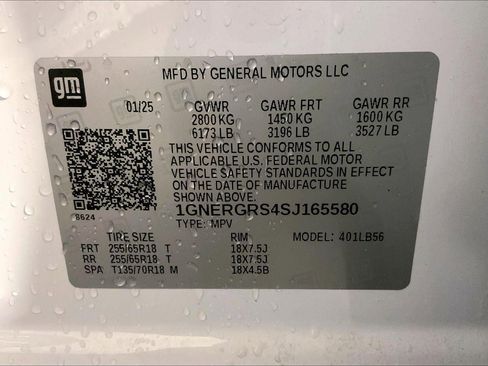 gm
MFD BY GENERAL MOTORS LLC
01/25 GVWR GAWR FRT GAWR RR
2800 KG 1450 KG 1600 KG
6173 LB 3196 LB 3527 LB
THIS VEHICLE CONFORMS TO ALL
APPLICABLE U.S. FEDERAL MOTOR
VEHICLE SAFETY STANDARDS IN EFFECT
ON THE DATE OF MANUFACTURE
SHOWN ABOVE.
8624
1GNERGRS4SJ165580
TYPE: MPV
TIRE SIZE RIM MODEL: 401LB56
FRT 255/65R18 T 18X7.5J
RR 255/65R18 T 18X7.5J
SPA T135/70R18 M 18X4.5B